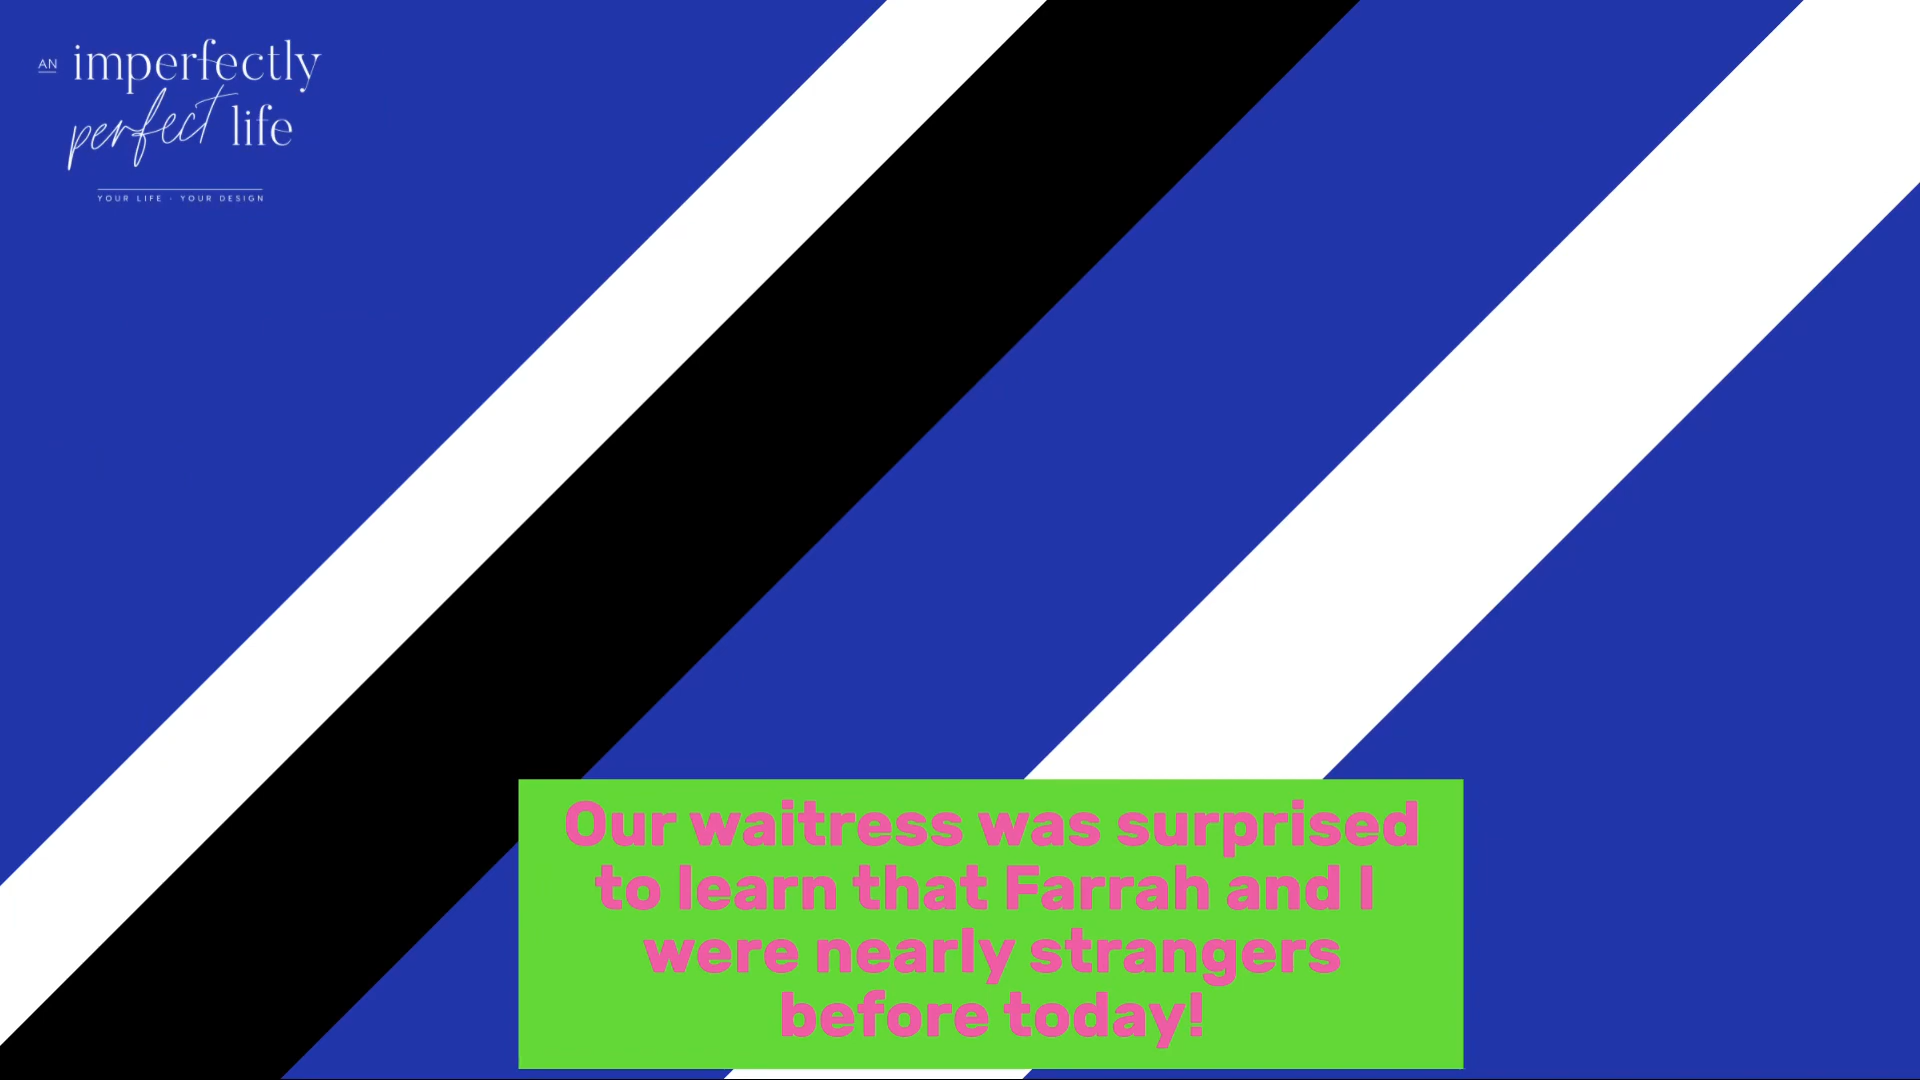 AN imperfectly
perfect life
YOUR LIFE · YOUR DESIGN
Our waitress was surprised
to learn that Farrah and I
were nearly strangers
before today!